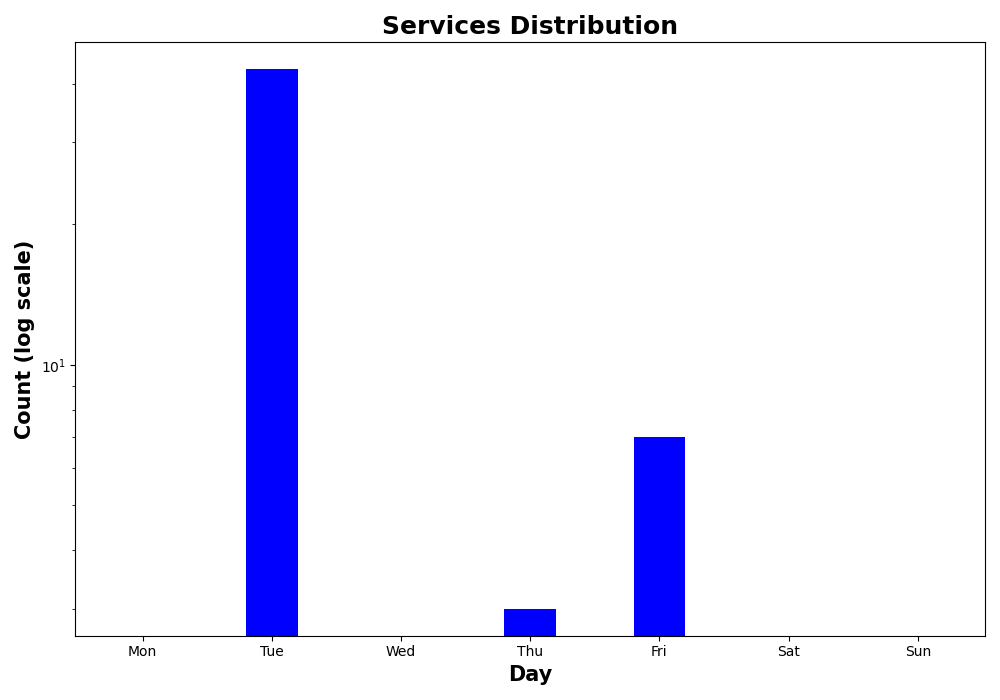 Services Distribution
Count (log scale)
10¹
Mon Tue Wed Thu Fri Sat Sun
Day